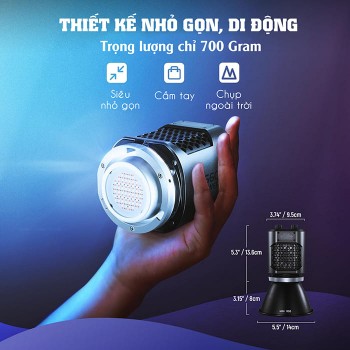 THIẾT KẾ NHỎ GỌN, DI ĐỘNG
Trọng lượng chỉ 700 Gram
Siêu
nhỏ gọn
Cầm tay
Chụp
ngoài trời
3.74" / 9.5cm
5.3" / 13.6cm
3.15" / 8cm
5.5" / 14cm